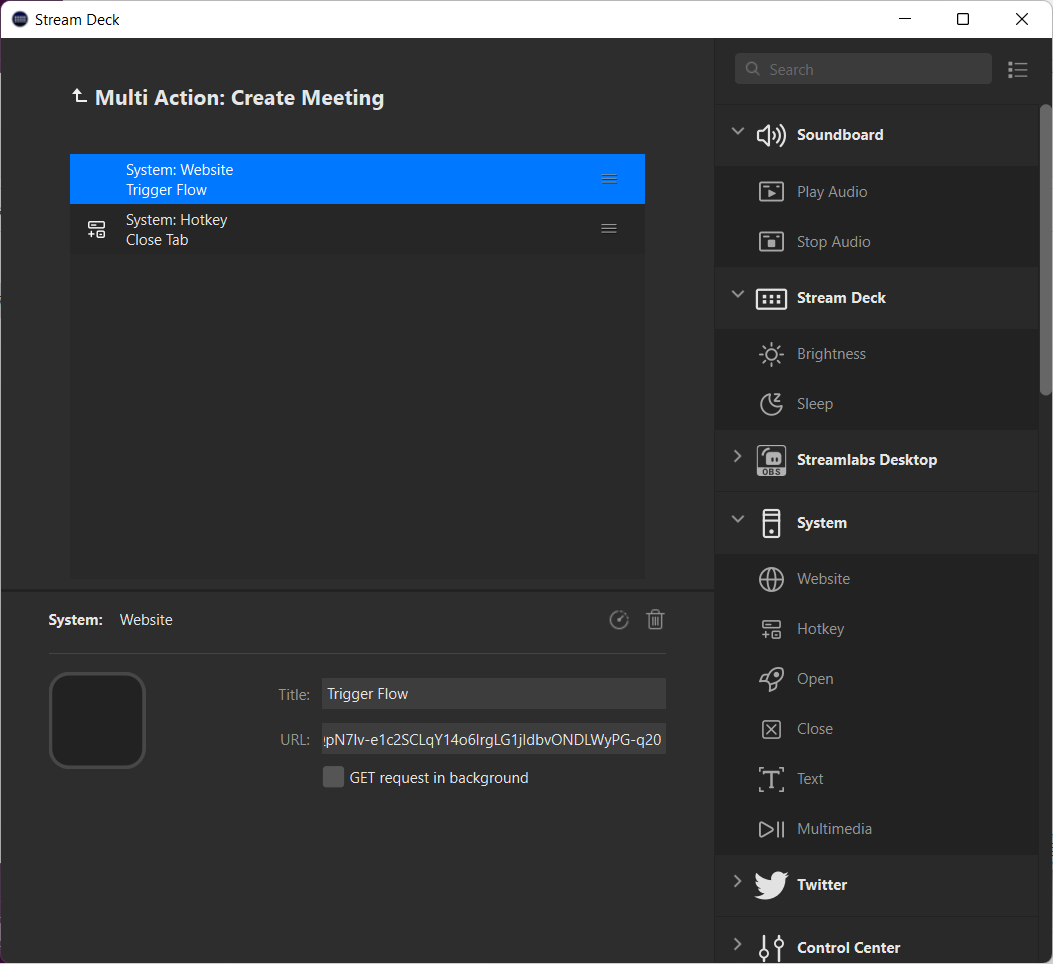 Stream Deck
Multi Action: Create Meeting
System: Website
Trigger Flow
System: Hotkey
Close Tab
System: Website
Title: Trigger Flow
URL: pN7Iv-e1c2SCLqY14o6IrgLG1jIdbvONDLWyPG-q20
GET request in background
Search
Soundboard
Play Audio
Stop Audio
Stream Deck
Brightness
Sleep
OBS
Streamlabs Desktop
System
Website
Hotkey
Open
Close
Text
Multimedia
Twitter
Control Center